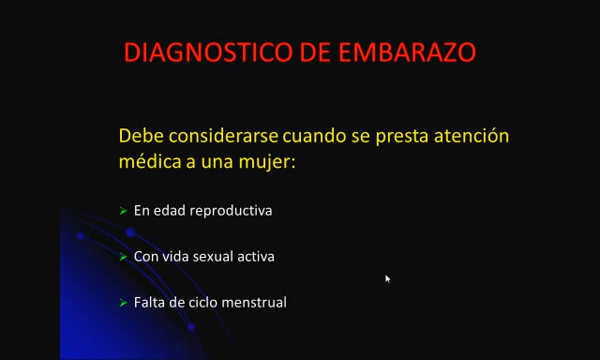 DIAGNOSTICO DE EMBARAZO
Debe considerarse cuando se presta atención
médica a una mujer:
En edad reproductiva
Con vida sexual activa
Falta de ciclo menstrual